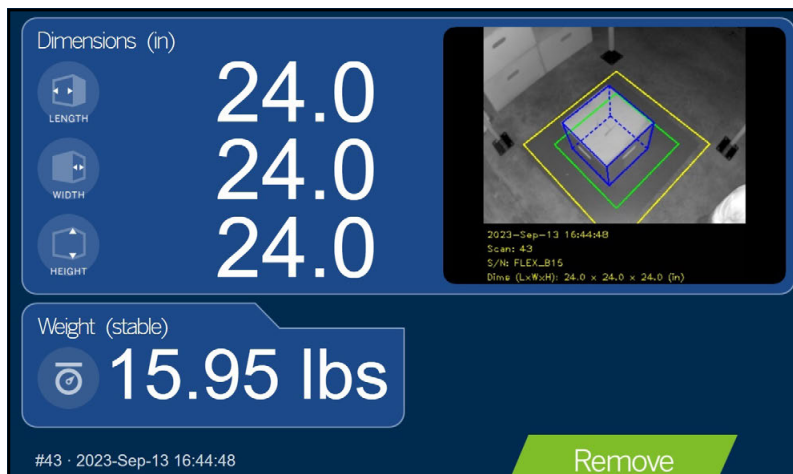 Dimensions (in)
LENGTH
24.0
WIDTH
24.0
HEIGHT
24.0
2023-Sep-13 16:44:48
Scan: 43
S/N: FLEX_B15
Dims (LxWxH): 24.0 x 24.0 x 24.0 (in)
Weight (stable)
15.95 lbs
#43 · 2023-Sep-13 16:44:48
Remove